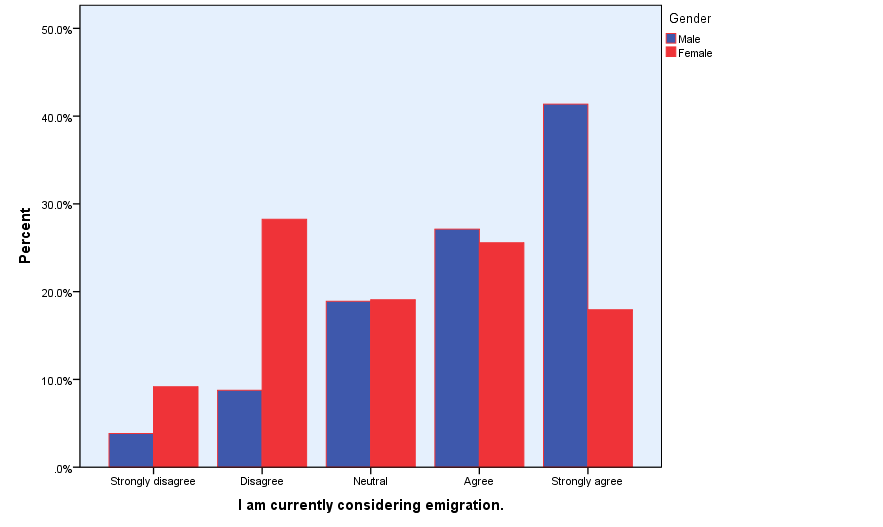 Gender
Male
Female
50.0%
40.0%
30.0%
20.0%
10.0%
.0%
Percent
Strongly disagree
Disagree
Neutral
Agree
Strongly agree
I am currently considering emigration.